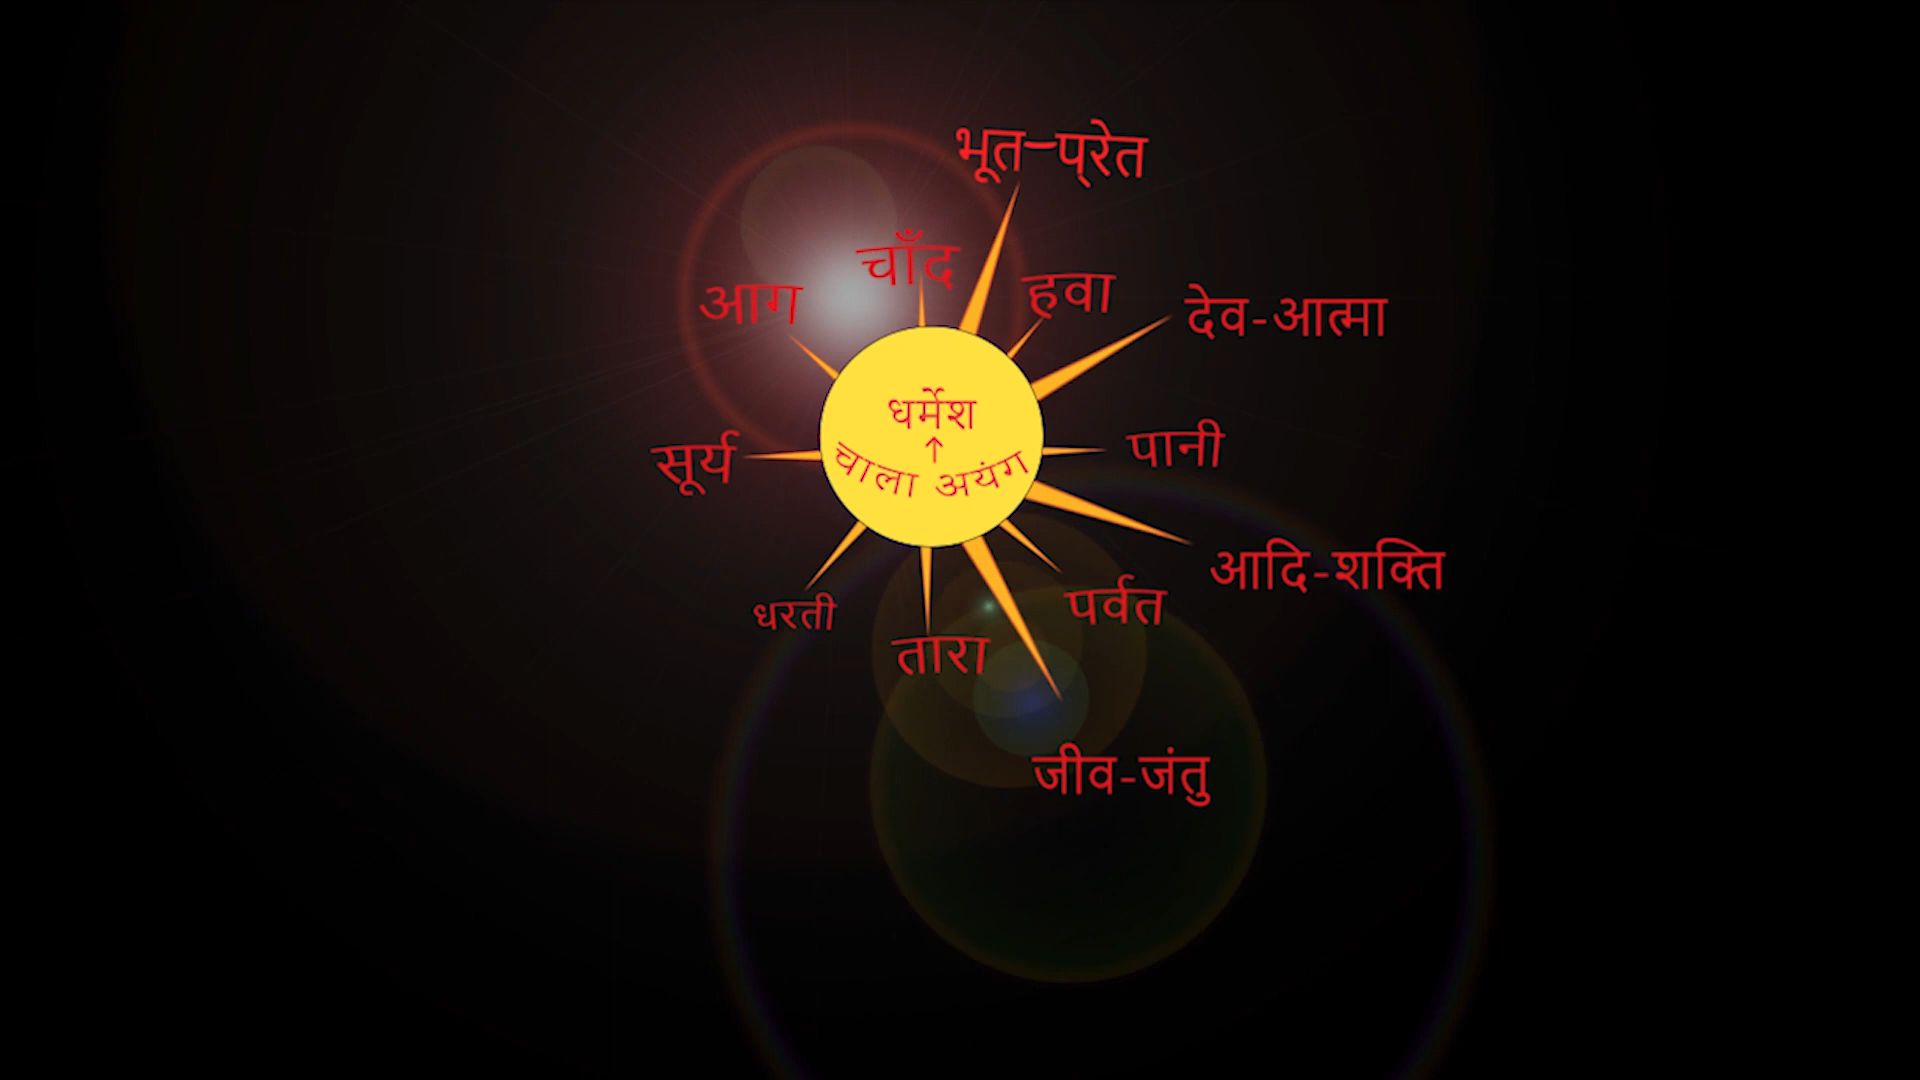 भूत-प्रेत
चाँद
हवा
आग
देव-आत्मा
धर्मेश
↑
चाला अयंग
सूर्य
पानी
आदि-शक्ति
धरती
पर्वत
तारा
जीव-जंतु